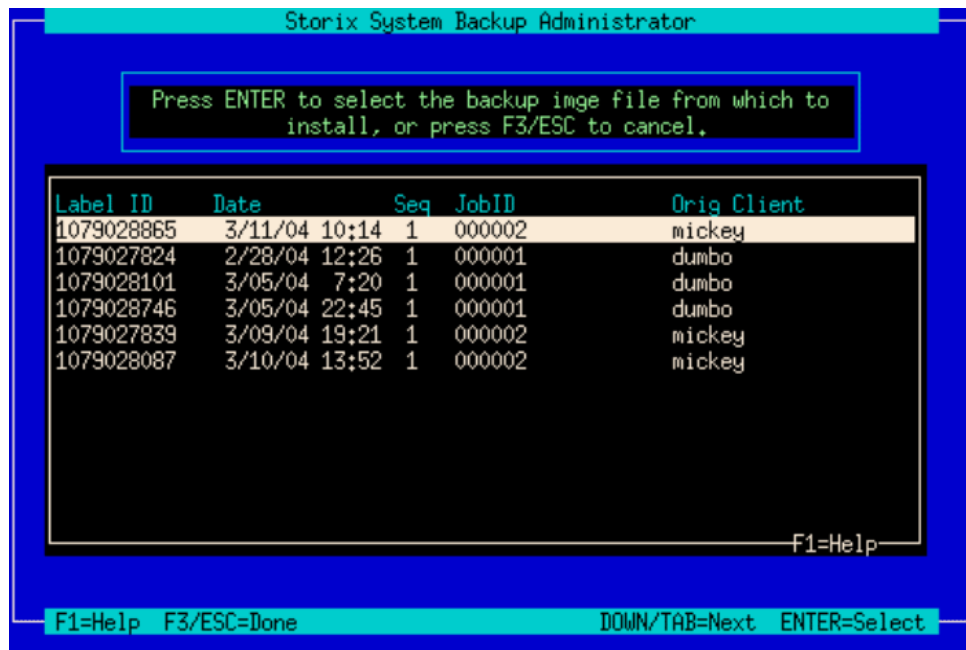 Storix System Backup Administrator
Press ENTER to select the backup imge file from which to
install, or press F3/ESC to cancel.
Label ID Date Seq JobID Orig Client
1079028865 3/11/04 10:14 1 000002 mickey
1079027824 2/28/04 12:26 1 000001 dumbo
1079028101 3/05/04 7:20 1 000001 dumbo
1079028746 3/05/04 22:45 1 000001 dumbo
1079027839 3/09/04 19:21 1 000002 mickey
1079028087 3/10/04 13:52 1 000002 mickey
F1=Help
F1=Help F3/ESC=Done DOWN/TAB=Next ENTER=Select